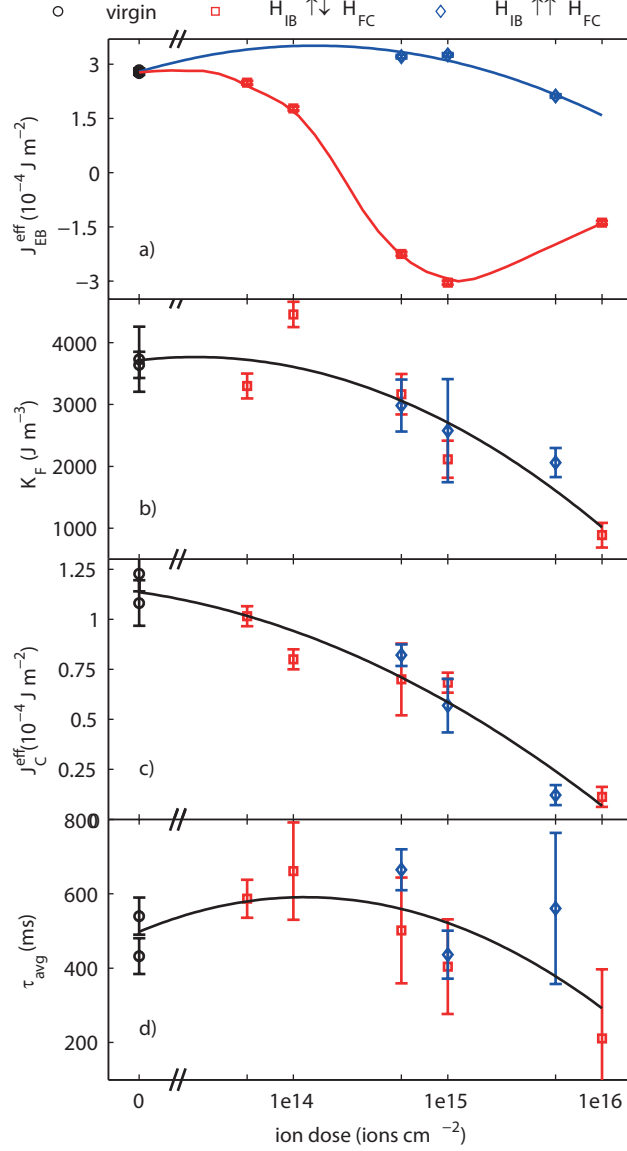 virgin H_IB ↑↓ H_FC H_IB ↑↑ H_FC
3
1.5
0
−1.5
−3
J_EB^eff (10^−4 J m^−2)
a)
4000
3000
2000
1000
K_F (J m^−3)
b)
1.25
1
0.75
0.5
0.25
0
J_C^eff(10^−4 J m^−2)
c)
800
600
400
200
τ_avg (ms)
d)
0 1e14 1e15 1e16
ion dose (ions cm ^−2)